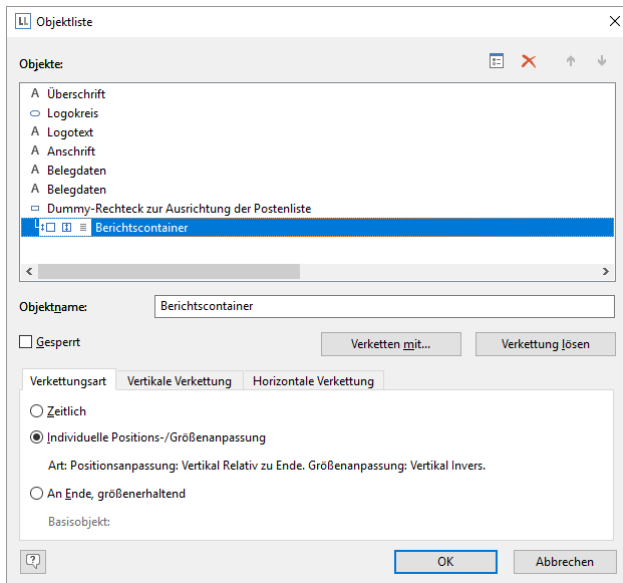 LL Objektliste
Objekte:
A Überschrift
Logokreis
A Logotext
A Anschrift
A Belegdaten
A Belegdaten
Dummy-Rechteck zur Ausrichtung der Postenliste
Berichtscontainer
Objektname: Berichtscontainer
Gesperrt Verketten mit... Verkettung lösen
Verkettungsart Vertikale Verkettung Horizontale Verkettung
Zeitlich
Individuelle Positions-/Größenanpassung
Art: Positionsanpassung: Vertikal Relativ zu Ende. Größenanpassung: Vertikal Invers.
An Ende, größenerhaltend
Basisobjekt:
? OK Abbrechen